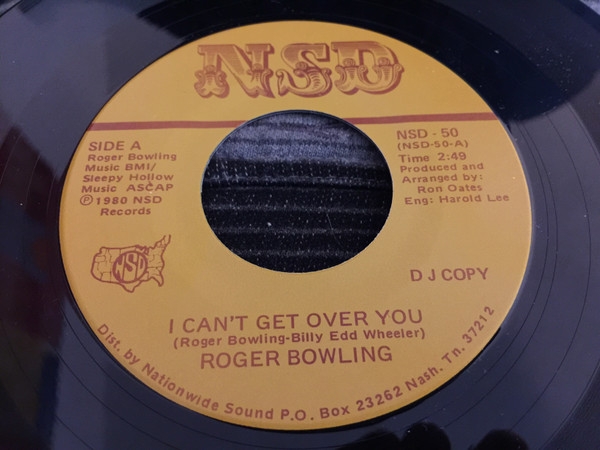 NSD
SIDE A
Roger Bowling
Music BMI/
Sleepy Hollow
Music ASCAP
Ⓟ1980 NSD
Records
NSD - 50
(NSD-50-A)
Time 2:49
Produced and
Arranged by:
Ron Oates
Eng: Harold Lee
NSD
D J COPY
I CAN'T GET OVER YOU
(Roger Bowling-Billy Edd Wheeler)
ROGER BOWLING
Dist. by Nationwide Sound P.O. Box 23262 Nash. Tn. 37212